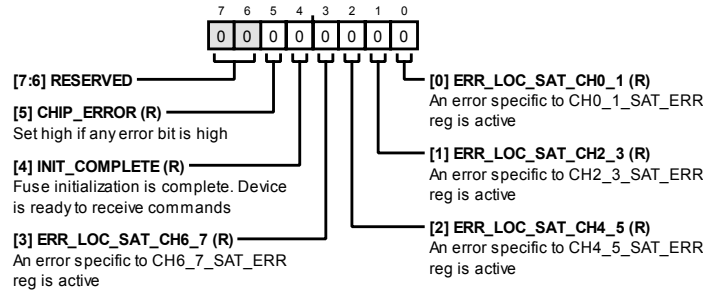 7 6 5 4 3 2 1 0
0 0 0 0 0 0 0 0
[7:6] RESERVED
[5] CHIP_ERROR (R)
Set high if any error bit is high
[4] INIT_COMPLETE (R)
Fuse initialization is complete. Device
is ready to receive commands
[3] ERR_LOC_SAT_CH6_7 (R)
An error specific to CH6_7_SAT_ERR
reg is active
[0] ERR_LOC_SAT_CH0_1 (R)
An error specific to CH0_1_SAT_ERR
reg is active
[1] ERR_LOC_SAT_CH2_3 (R)
An error specific to CH2_3_SAT_ERR
reg is active
[2] ERR_LOC_SAT_CH4_5 (R)
An error specific to CH4_5_SAT_ERR
reg is active